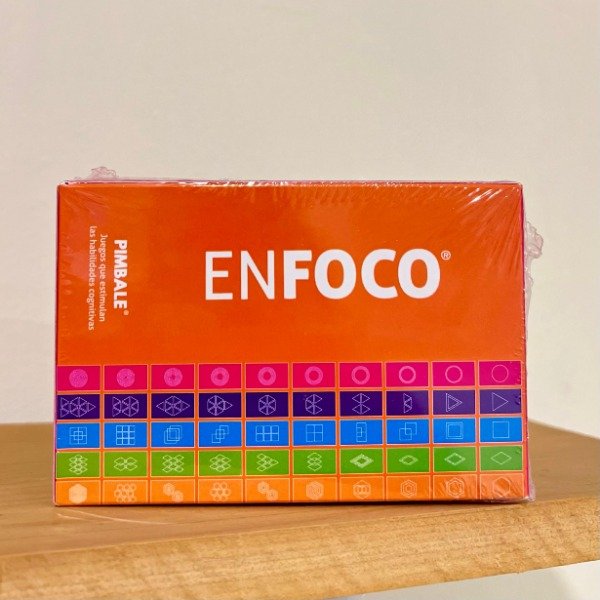 ENFOCO®
PIMBALE®
Juegos que estimulan
las habilidades cognitivas